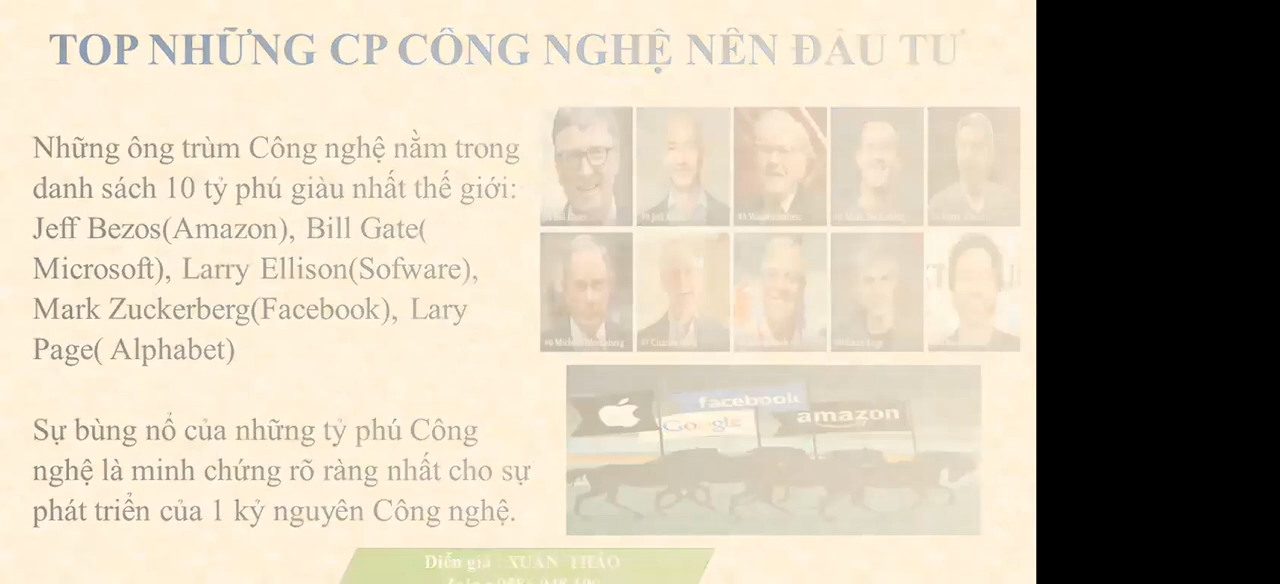 TOP NHỮNG CP CÔNG NGHỆ NÊN ĐẦU TƯ
Những ông trùm Công nghệ nằm trong
danh sách 10 tỷ phú giàu nhất thế giới:
Jeff Bezos(Amazon), Bill Gate(
Microsoft), Larry Ellison(Sofware),
Mark Zuckerberg(Facebook), Lary
Page( Alphabet)
Sự bùng nổ của những tỷ phú Công
nghệ là minh chứng rõ ràng nhất cho sự
phát triển của 1 kỷ nguyên Công nghệ.
facebook
Google
amazon
Diễn giả : XUÂN THẢO